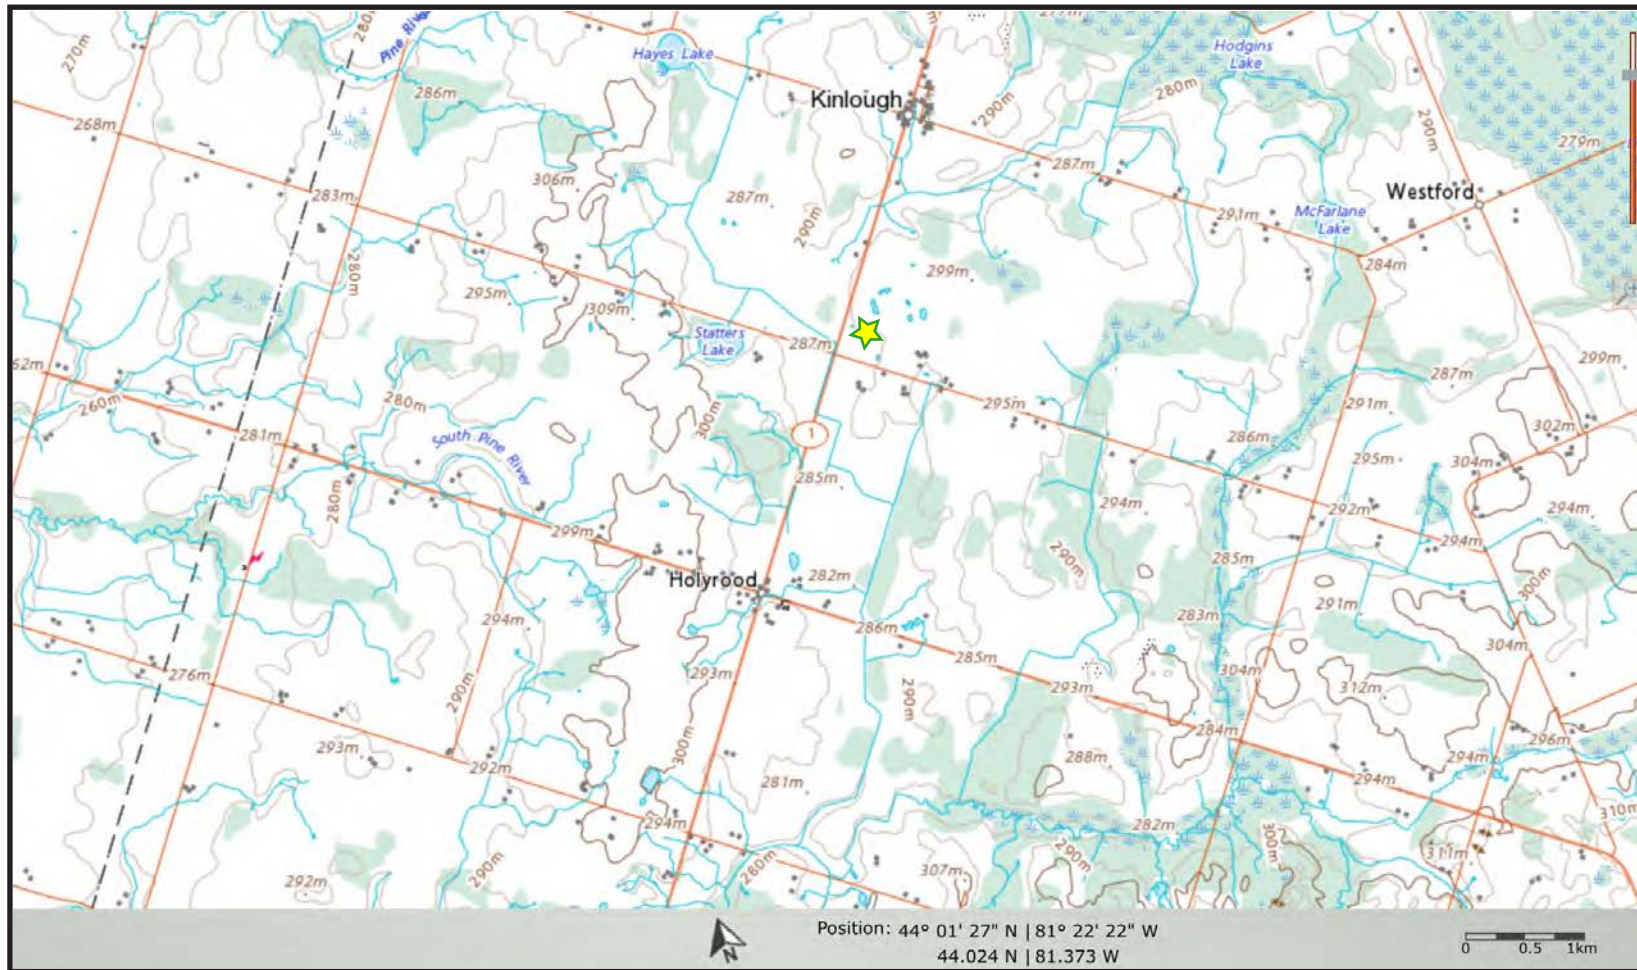 280m
Pine Riv
277m
270m
Hayes Lake
Hodgins
Lake
286m
Kinlough
290m
280m
290m
268m
279m
287m
306m
283m
287m
Westford
291m
McFarlane
Lake
290m
280m
299m
284m
295m
309m
Statters
Lake
287m
299m
62m
287m
260m
280m
300m
295m
291m
302m
281m
South Pine River
1
286m
295m
304m
285m
280m
294m
292m
294m
299m
294m
290m
285m
Holyrood
282m
300m
294m
286m
283m
291m
304m
276m
290m
293m
285m
304m
293m
290m
312m
293m
300m
284m
296m
292m
281m
288m
294m
294m
310m
294m
282m
290m
280m
307m
290m
300m
311m
292m
N
Position: 44° 01' 27" N | 81° 22' 22" W
44.024 N | 81.373 W
0 0.5 1km